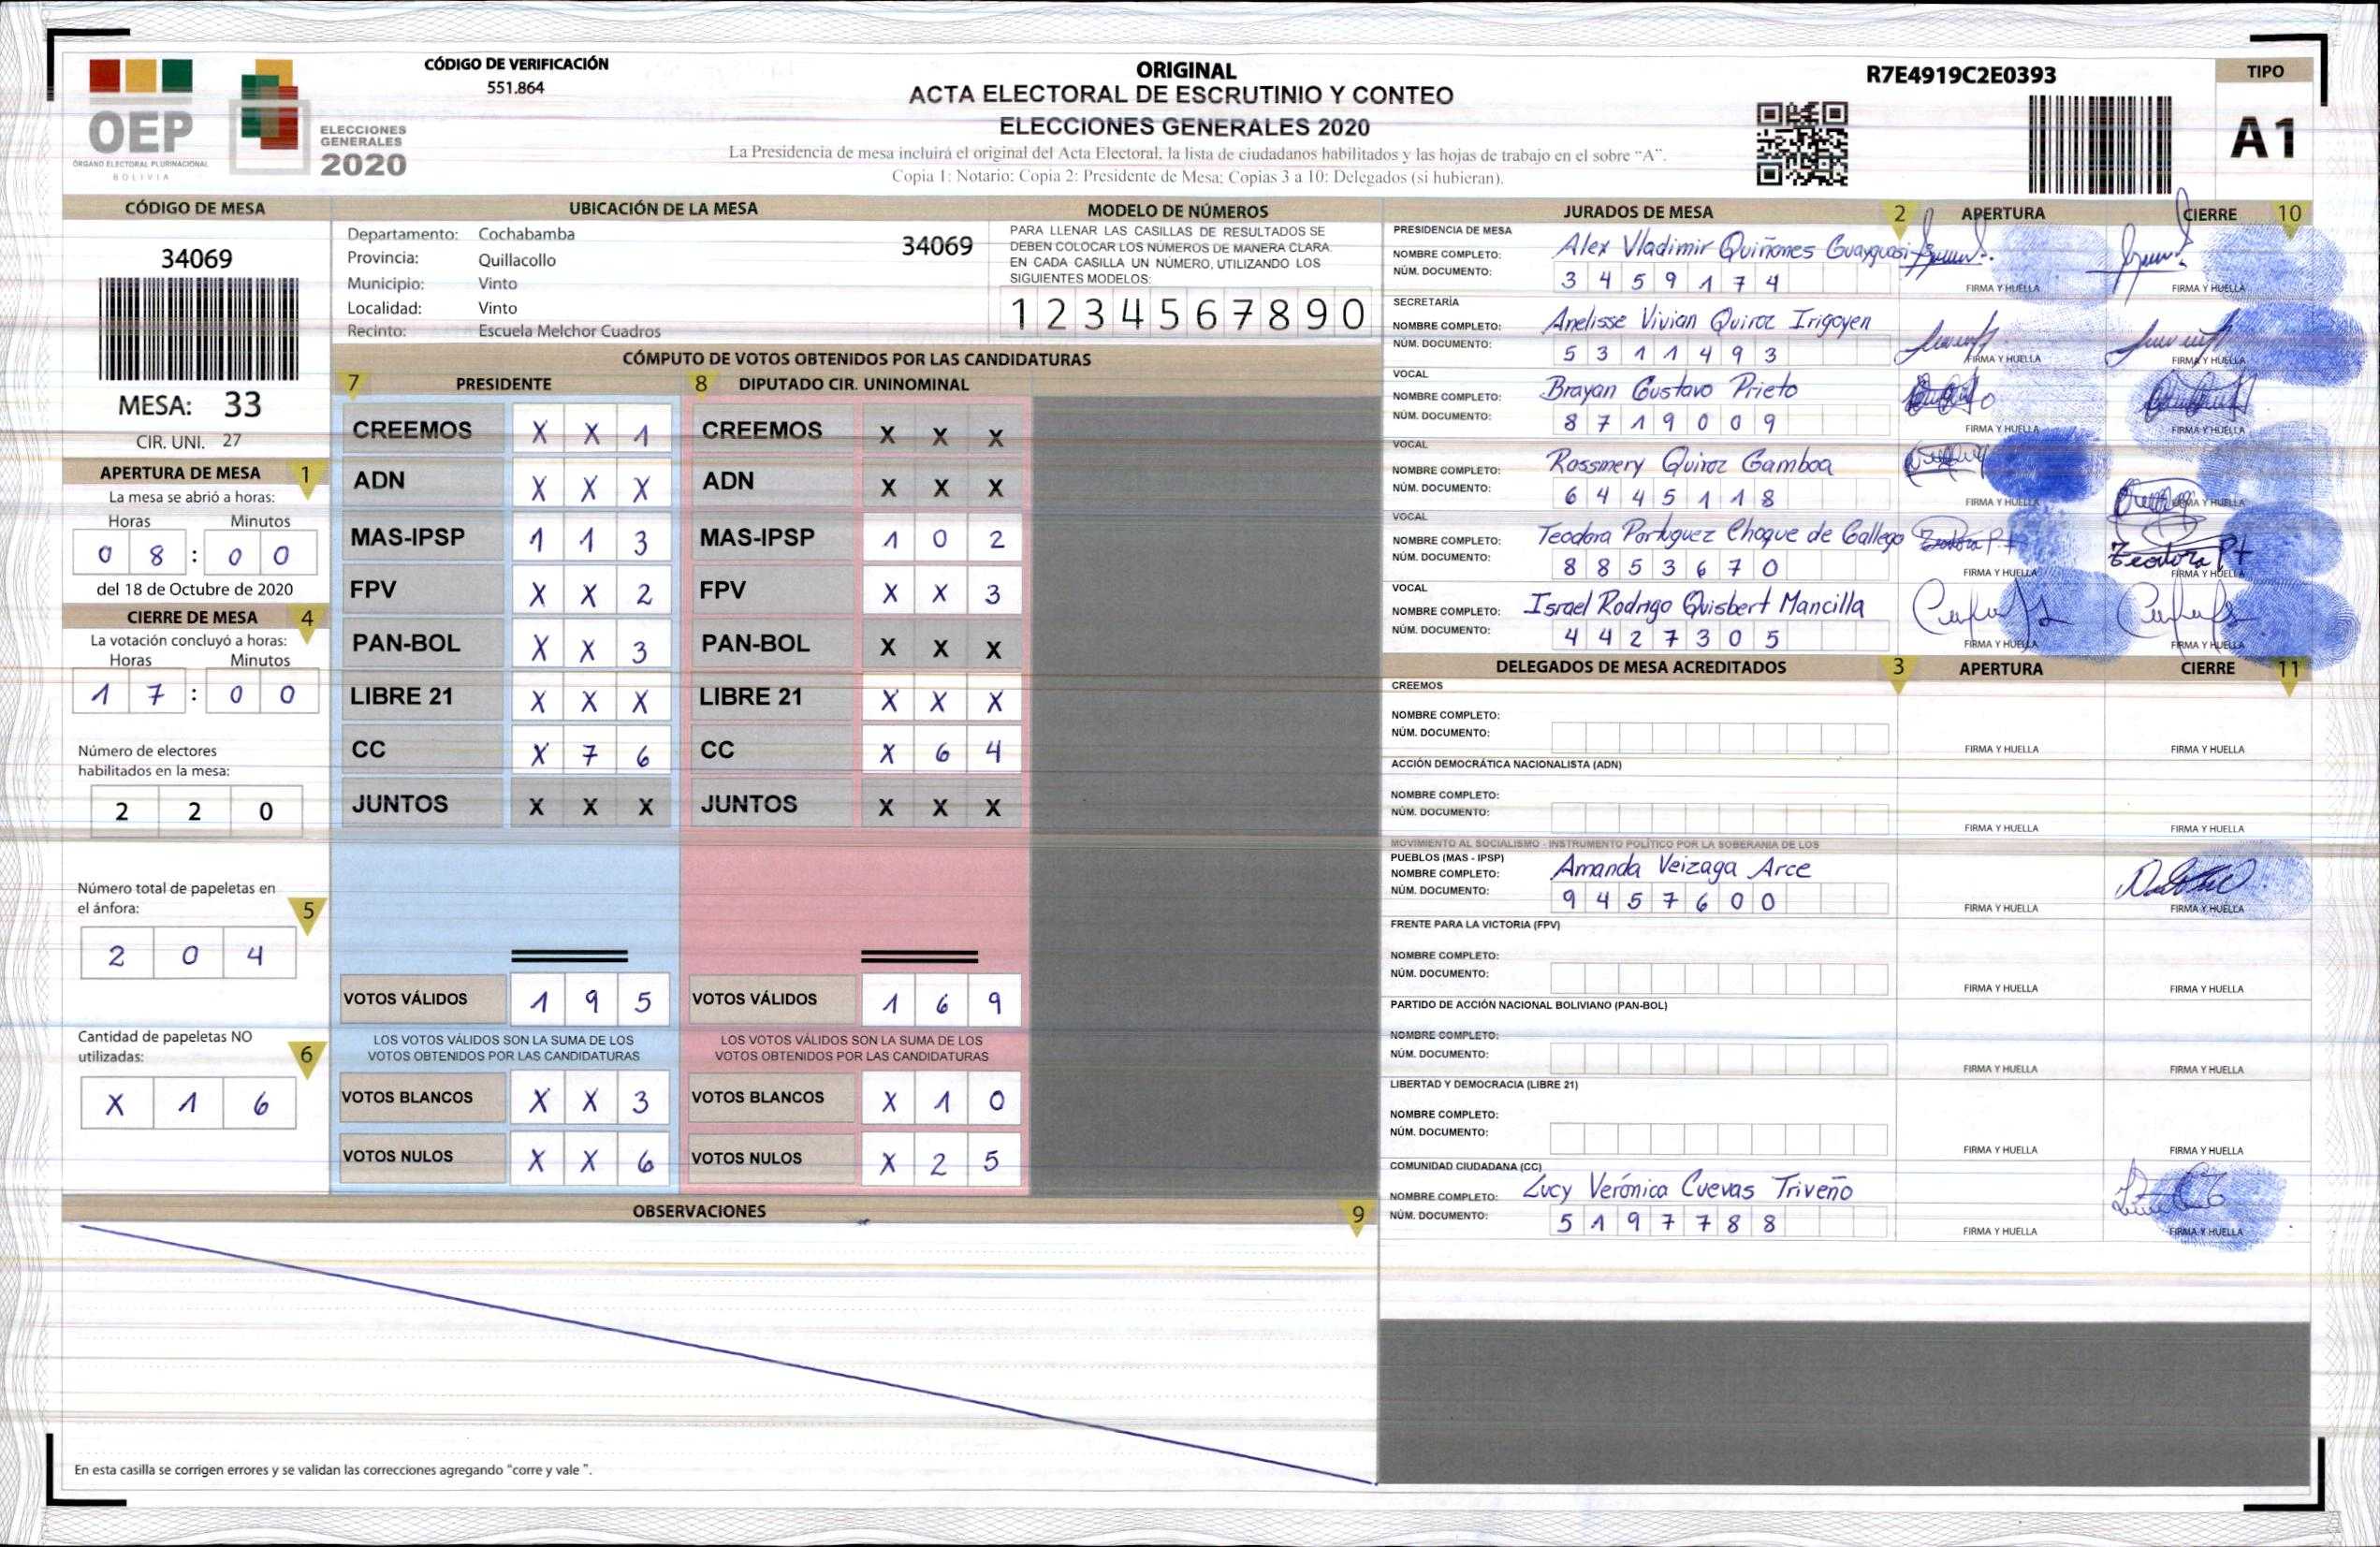 CÓDIGO DE VERIFICACIÓN
551.864
OEP
ÓRGANO ELECTORAL PLURINACIONAL
BOLIVIA
ELECCIONES
GENERALES
2020
ORIGINAL
ACTA ELECTORAL DE ESCRUTINIO Y CONTEO
ELECCIONES GENERALES 2020
La Presidencia de mesa incluirá el original del Acta Electoral, la lista de ciudadanos habilitados y las hojas de trabajo en el sobre "A".
Copia 1: Notario; Copia 2: Presidente de Mesa; Copias 3 a 10: Delegados (si hubieran).
R7E4919C2E0393
TIPO
A1
CÓDIGO DE MESA
34069
MESA: 33
CIR. UNI. 27
APERTURA DE MESA 1
La mesa se abrió a horas:
Horas Minutos
0 8 : 0 0
del 18 de Octubre de 2020
CIERRE DE MESA 4
La votación concluyó a horas:
Horas Minutos
1 7 : 0 0
Número de electores
habilitados en la mesa:
2 2 0
Número total de papeletas en
el ánfora: 5
2 0 4
Cantidad de papeletas NO
utilizadas: 6
X 1 6
UBICACIÓN DE LA MESA
Departamento: Cochabamba
34069
Provincia: Quillacollo
Municipio: Vinto
Localidad: Vinto
Recinto: Escuela Melchor Cuadros
MODELO DE NÚMEROS
PARA LLENAR LAS CASILLAS DE RESULTADOS SE
DEBEN COLOCAR LOS NÚMEROS DE MANERA CLARA.
EN CADA CASILLA UN NÚMERO, UTILIZANDO LOS
SIGUIENTES MODELOS:
1 2 3 4 5 6 7 8 9 0
CÓMPUTO DE VOTOS OBTENIDOS POR LAS CANDIDATURAS
7 PRESIDENTE 8 DIPUTADO CIR. UNINOMINAL
CREEMOS X X 1 CREEMOS X X X
ADN X X X ADN X X X
MAS-IPSP 1 1 3 MAS-IPSP 1 0 2
FPV X X 2 FPV X X 3
PAN-BOL X X 3 PAN-BOL X X X
LIBRE 21 X X X LIBRE 21 X X X
CC X 7 6 CC X 6 4
JUNTOS X X X JUNTOS X X X
VOTOS VÁLIDOS 1 9 5 VOTOS VÁLIDOS 1 6 9
LOS VOTOS VÁLIDOS SON LA SUMA DE LOS LOS VOTOS VÁLIDOS SON LA SUMA DE LOS
VOTOS OBTENIDOS POR LAS CANDIDATURAS VOTOS OBTENIDOS POR LAS CANDIDATURAS
VOTOS BLANCOS X X 3 VOTOS BLANCOS X 1 0
VOTOS NULOS X X 6 VOTOS NULOS X 2 5
OBSERVACIONES 9
En esta casilla se corrigen errores y se validan las correcciones agregando "corre y vale ".
JURADOS DE MESA 2 APERTURA CIERRE 10
PRESIDENCIA DE MESA
NOMBRE COMPLETO: Alex Vladimir Quiñones Guayguasi
NÚM. DOCUMENTO: 3 4 5 9 1 7 4
FIRMA Y HUELLA FIRMA Y HUELLA
SECRETARÍA
NOMBRE COMPLETO: Anelisse Vivian Quiroz Irigoyen
NÚM. DOCUMENTO: 5 3 1 1 4 9 3
FIRMA Y HUELLA FIRMA Y HUELLA
VOCAL
NOMBRE COMPLETO: Brayan Gustavo Prieto
NÚM. DOCUMENTO: 8 7 1 9 0 0 9
FIRMA Y HUELLA FIRMA Y HUELLA
VOCAL
NOMBRE COMPLETO: Rossmery Quiroz Gamboa
NÚM. DOCUMENTO: 6 4 4 5 1 1 8
FIRMA Y HUELLA FIRMA Y HUELLA
VOCAL
NOMBRE COMPLETO: Teodora Portuguez Choque de Gallego
NÚM. DOCUMENTO: 8 8 5 3 6 7 0
FIRMA Y HUELLA FIRMA Y HUELLA
VOCAL
NOMBRE COMPLETO: Israel Rodrigo Quisbert Mancilla
NÚM. DOCUMENTO: 4 4 2 7 3 0 5
FIRMA Y HUELLA FIRMA Y HUELLA
DELEGADOS DE MESA ACREDITADOS 3 APERTURA CIERRE 11
CREEMOS
NOMBRE COMPLETO:
NÚM. DOCUMENTO:
FIRMA Y HUELLA FIRMA Y HUELLA
ACCIÓN DEMOCRÁTICA NACIONALISTA (ADN)
NOMBRE COMPLETO:
NÚM. DOCUMENTO:
FIRMA Y HUELLA FIRMA Y HUELLA
MOVIMIENTO AL SOCIALISMO - INSTRUMENTO POLÍTICO POR LA SOBERANIA DE LOS
PUEBLOS (MAS - IPSP)
NOMBRE COMPLETO: Amanda Veizaga Arce
NÚM. DOCUMENTO: 9 4 5 7 6 0 0
FIRMA Y HUELLA FIRMA Y HUELLA
FRENTE PARA LA VICTORIA (FPV)
NOMBRE COMPLETO:
NÚM. DOCUMENTO:
FIRMA Y HUELLA FIRMA Y HUELLA
PARTIDO DE ACCIÓN NACIONAL BOLIVIANO (PAN-BOL)
NOMBRE COMPLETO:
NÚM. DOCUMENTO:
FIRMA Y HUELLA FIRMA Y HUELLA
LIBERTAD Y DEMOCRACIA (LIBRE 21)
NOMBRE COMPLETO:
NÚM. DOCUMENTO:
FIRMA Y HUELLA FIRMA Y HUELLA
COMUNIDAD CIUDADANA (CC)
NOMBRE COMPLETO: Lucy Verónica Cuevas Triveño
NÚM. DOCUMENTO: 5 1 9 7 7 8 8
FIRMA Y HUELLA FIRMA Y HUELLA